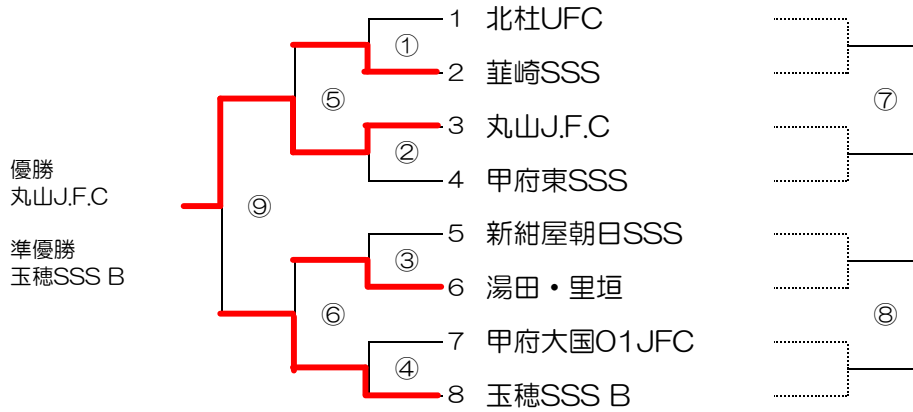 1 北杜UFC
①
2 韮崎SSS
⑤
⑦
3 丸山J.F.C
②
優勝
丸山J.F.C
4 甲府東SSS
⑨
準優勝
玉穂SSS B
5 新紺屋朝日SSS
③
6 湯田・里垣
⑥
⑧
7 甲府大国01JFC
④
8 玉穂SSS B